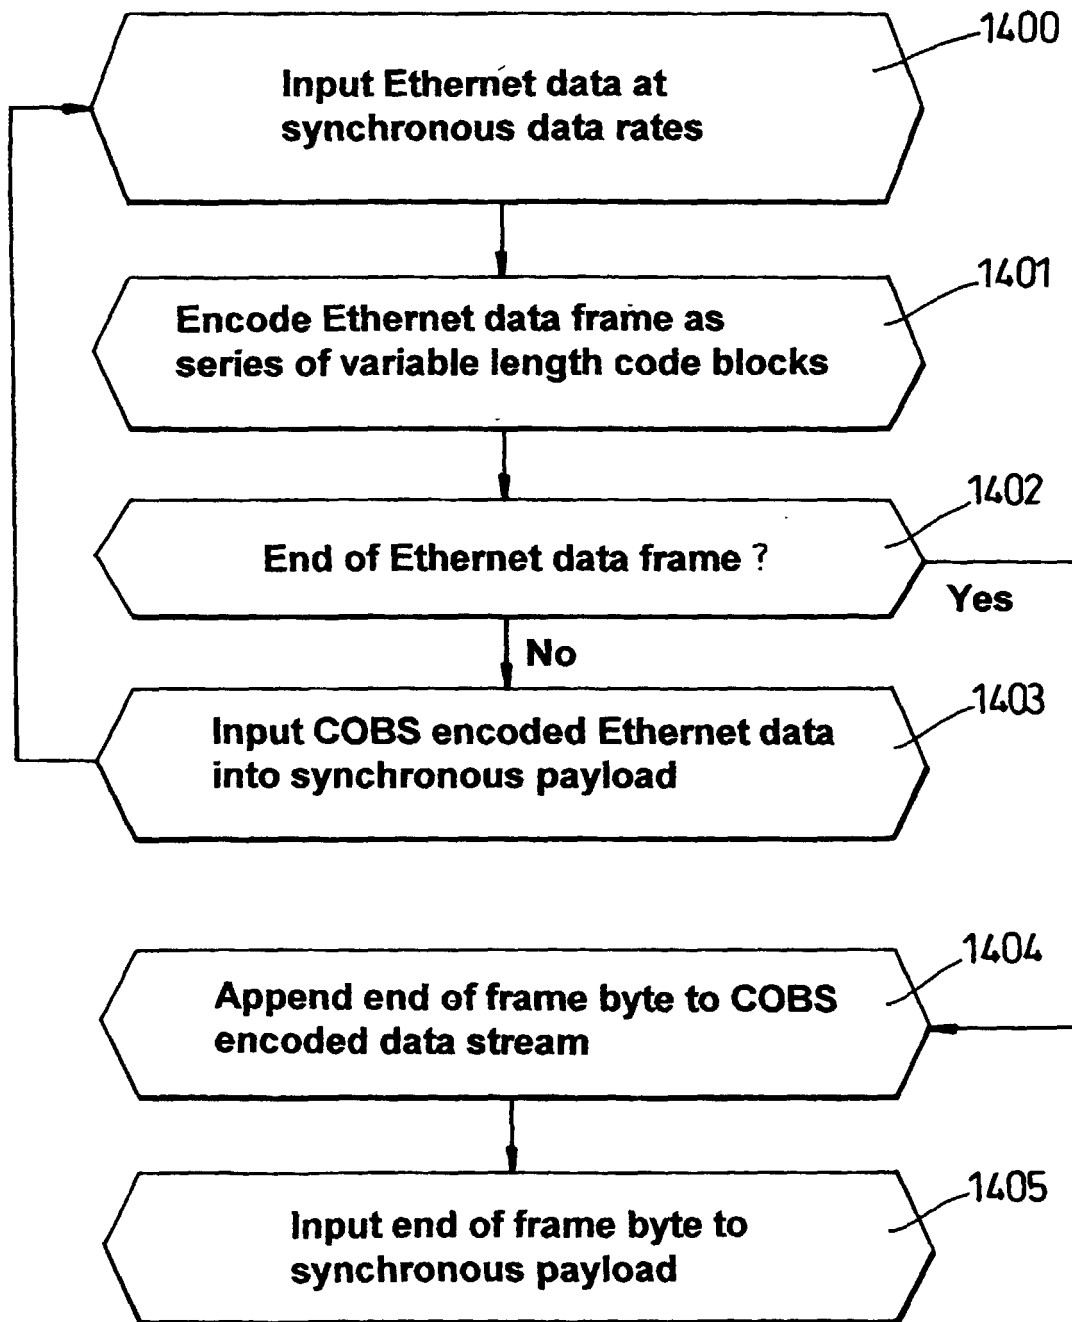 1400
Input Ethernet data at
synchronous data rates
1401
Encode Ethernet data frame as
series of variable length code blocks
1402
End of Ethernet data frame ?
Yes
No
1403
Input COBS encoded Ethernet data
into synchronous payload
1404
Append end of frame byte to COBS
encoded data stream
1405
Input end of frame byte to
synchronous payload